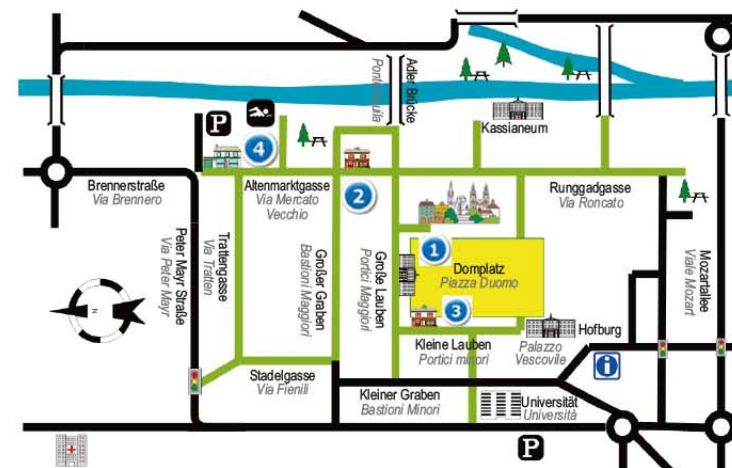 Adler Brücke
Ponte Aquila
P
Kassianeum
4
Brennerstraße
Via Brennero
Altenmarktgasse
Via Mercato
Vecchio
2
Runggadgasse
Via Roncato
Peter Mayr Straße
Via Peter Mayr
Trattengasse
Via Tratten
Großer Graben
Bastioni Maggiori
Große Lauben
Portici Maggiori
1
Domplatz
Piazza Duomo
Mozartallee
Viale Mozart
N
3
Hofburg
Kleine Lauben
Portici minori
Palazzo
Vescovile
i
Stadelgasse
Via Fienili
Kleiner Graben
Bastioni Minori
Universität
Università
P